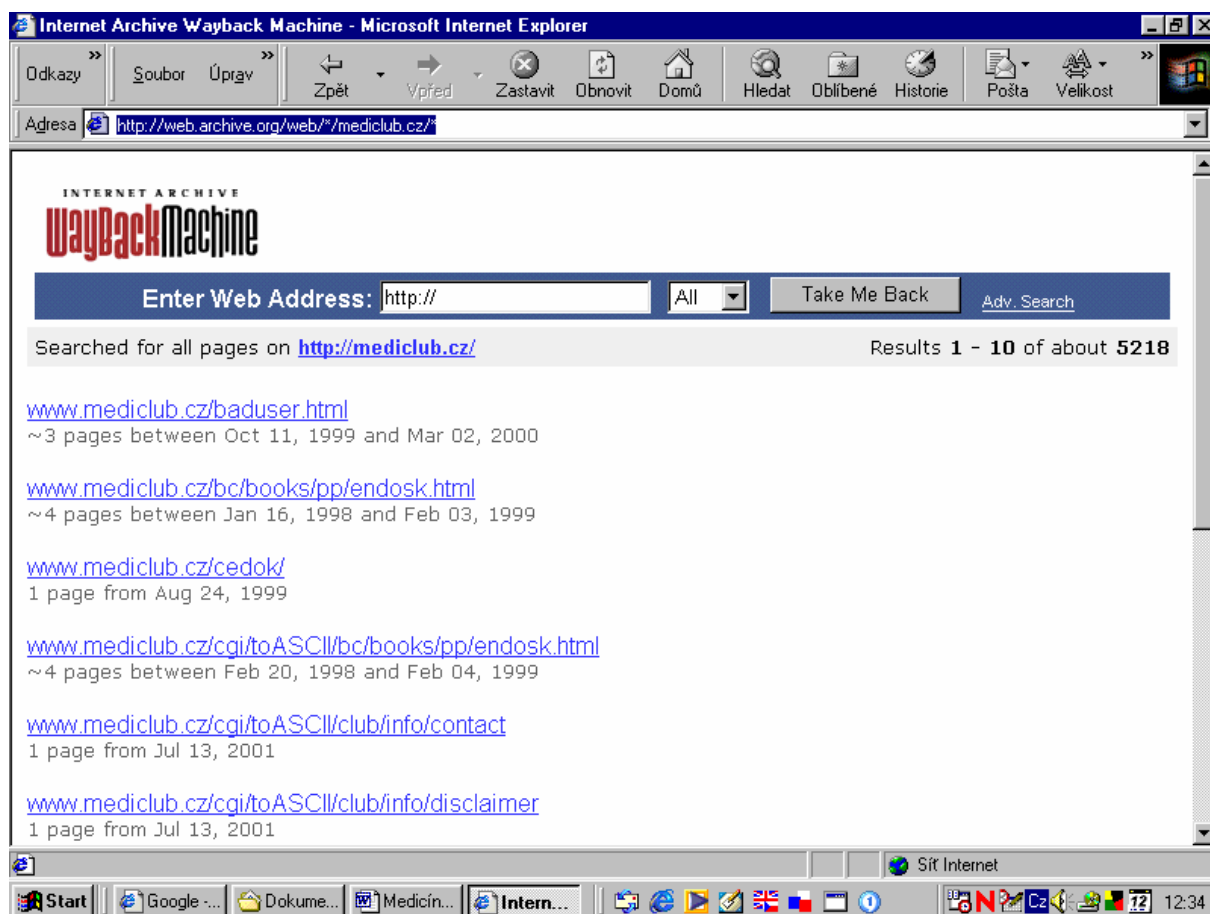 Internet Archive Wayback Machine - Microsoft Internet Explorer
Odkazy » Soubor Úprav » Zpět Vpřed Zastavit Obnovit Domů Hledat Oblíbené Historie Pošta Velikost »
Adresa http://web.archive.org/web/*/mediclub.cz/*
INTERNET ARCHIVE
WayBackMachine
Enter Web Address: http:// All Take Me Back Adv. Search
Searched for all pages on http://mediclub.cz/ Results 1 - 10 of about 5218
www.mediclub.cz/baduser.html
~3 pages between Oct 11, 1999 and Mar 02, 2000
www.mediclub.cz/bc/books/pp/endosk.html
~4 pages between Jan 16, 1998 and Feb 03, 1999
www.mediclub.cz/cedok/
1 page from Aug 24, 1999
www.mediclub.cz/cgi/toASCII/bc/books/pp/endosk.html
~4 pages between Feb 20, 1998 and Feb 04, 1999
www.mediclub.cz/cgi/toASCII/club/info/contact
1 page from Jul 13, 2001
www.mediclub.cz/cgi/toASCII/club/info/disclaimer
1 page from Jul 13, 2001
Síť Internet
Start Google -... Dokume... Medicín... Intern... N Cz 12 12:34